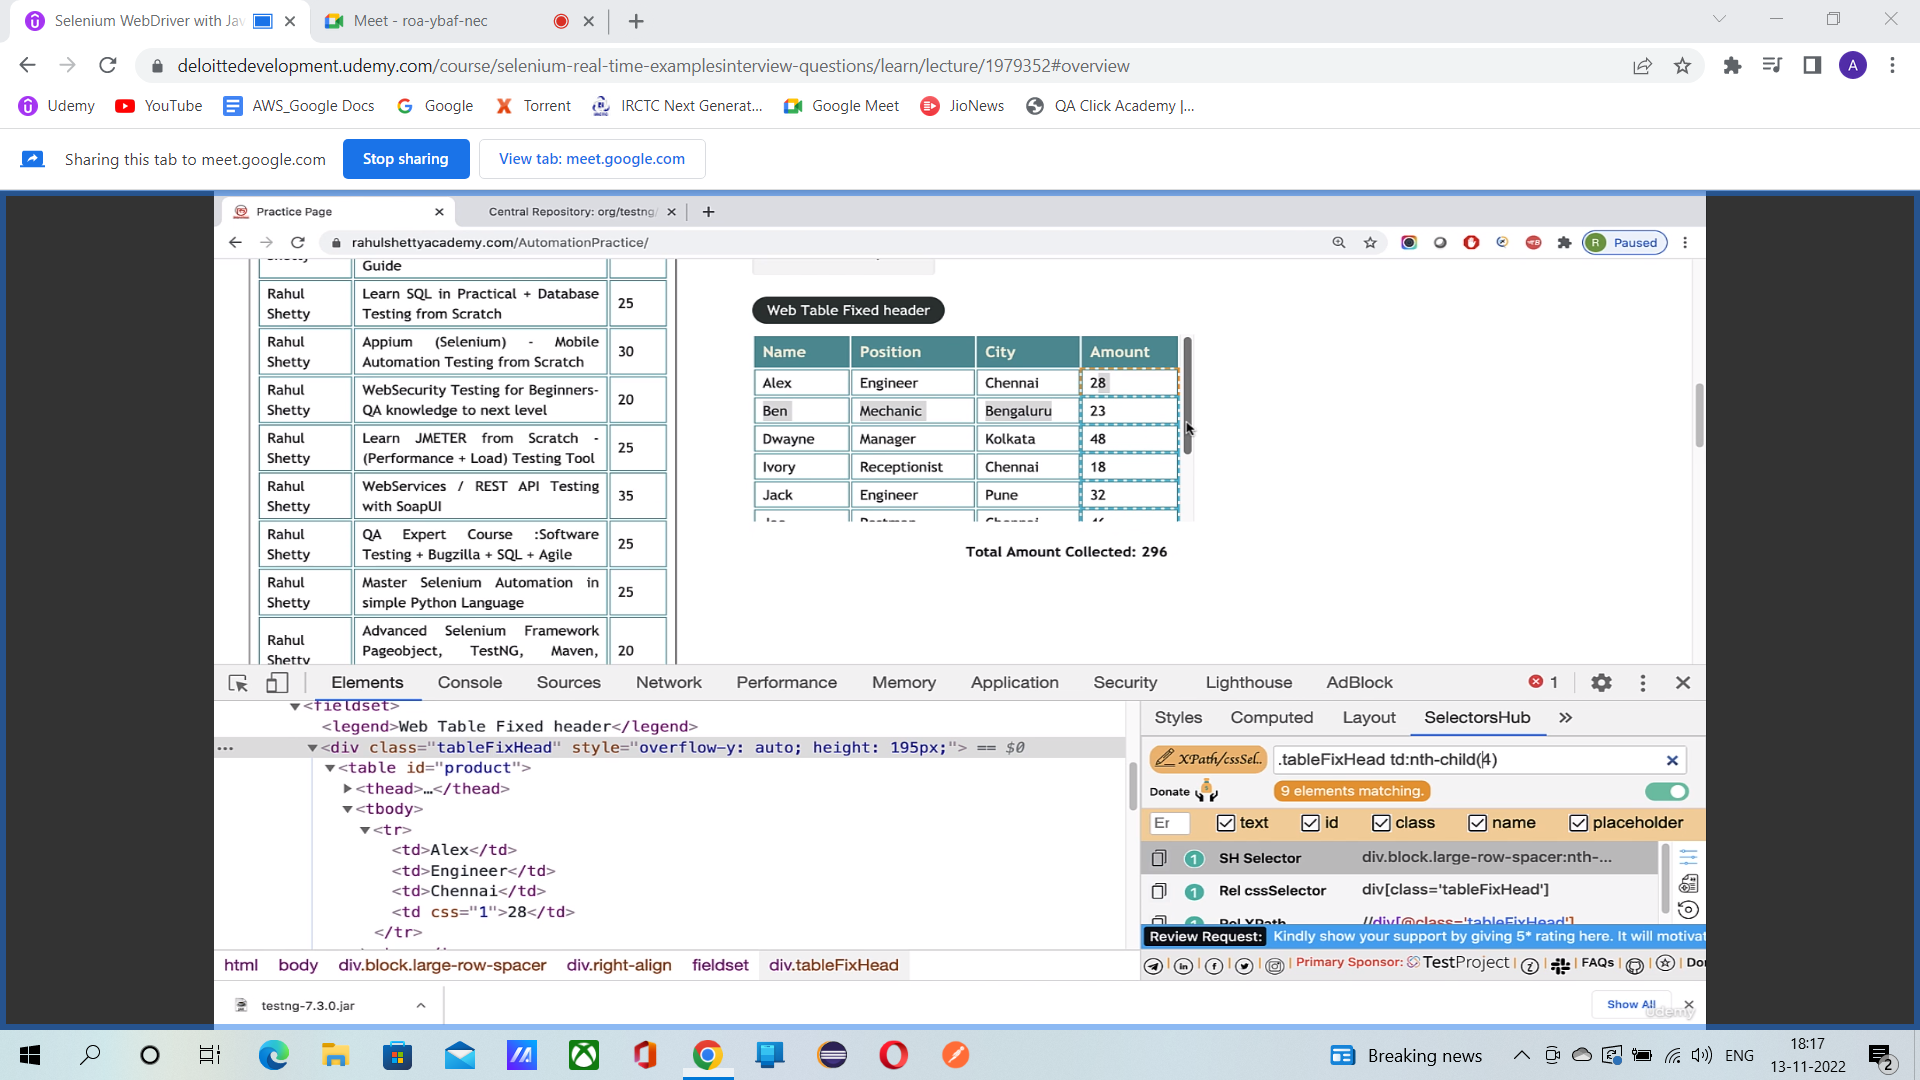 Selenium WebDriver with Jav
Meet - roa-ybaf-nec
deloittedevelopment.udemy.com/course/selenium-real-time-examplesinterview-questions/learn/lecture/1979352#overview
A
Udemy
YouTube
AWS_Google Docs
Google
Torrent
IRCTC Next Generat...
Google Meet
JioNews
QA Click Academy |...
Sharing this tab to meet.google.com
Stop sharing
View tab: meet.google.com
Practice Page
Central Repository: org/testng/
rahulshettyacademy.com/AutomationPractice/
R Paused
Guide
Rahul Shetty Learn SQL in Practical + Database Testing from Scratch 25
Rahul Shetty Appium (Selenium) - Mobile Automation Testing from Scratch 30
Rahul Shetty WebSecurity Testing for Beginners-QA knowledge to next level 20
Rahul Shetty Learn JMETER from Scratch - (Performance + Load) Testing Tool 25
Rahul Shetty WebServices / REST API Testing with SoapUI 35
Rahul Shetty QA Expert Course :Software Testing + Bugzilla + SQL + Agile 25
Rahul Shetty Master Selenium Automation in simple Python Language 25
Rahul Shetty Advanced Selenium Framework Pageobject, TestNG, Maven, 20
Web Table Fixed header
Name Position City Amount
Alex Engineer Chennai 28
Ben Mechanic Bengaluru 23
Dwayne Manager Kolkata 48
Ivory Receptionist Chennai 18
Jack Engineer Pune 32
Total Amount Collected: 296
Elements Console Sources Network Performance Memory Application Security Lighthouse AdBlock 1
<fieldset>
<legend>Web Table Fixed header</legend>
... <div class="tableFixHead" style="overflow-y: auto; height: 195px;"> == $0
<table id="product">
<thead>…</thead>
<tbody>
<tr>
<td>Alex</td>
<td>Engineer</td>
<td>Chennai</td>
<td css="1">28</td>
</tr>
html body div.block.large-row-spacer div.right-align fieldset div.tableFixHead
Styles Computed Layout SelectorsHub »
XPath/cssSel.. .tableFixHead td:nth-child(4)
Donate 9 elements matching.
Er text id class name placeholder
1 SH Selector div.block.large-row-spacer:nth-...
1 Rel cssSelector div[class='tableFixHead']
1 Rel XPath //div[@class='tableFixHead']
Review Request: Kindly show your support by giving 5* rating here. It will motivat
Primary Sponsor: TestProject FAQs Do
testng-7.3.0.jar
Show All
udemy
Breaking news
ENG
18:17
13-11-2022
2